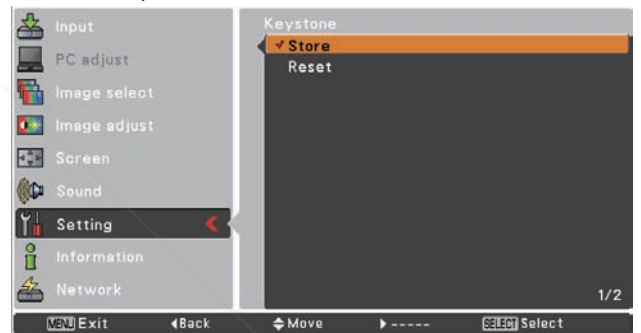 Input
PC adjust
Image select
Image adjust
Screen
Sound
Setting
Information
Network
Keystone
✓Store
Reset
1/2
MENU Exit ◀Back ◆Move ▶----- SELECT Select